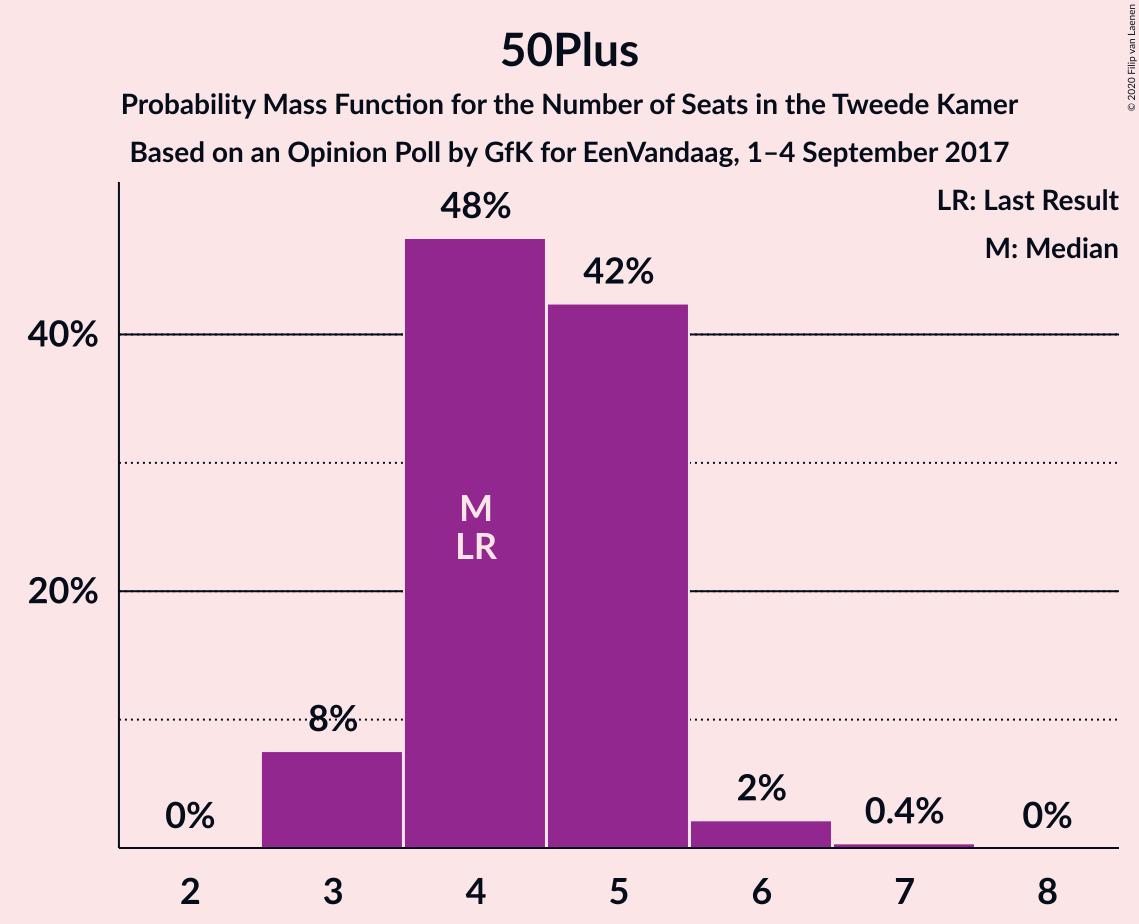 50Plus
Probability Mass Function for the Number of Seats in the Tweede Kamer
Based on an Opinion Poll by GfK for EenVandaag, 1–4 September 2017
© 2020 Filip van Laenen
LR: Last Result
M: Median
48%
42%
40%
M
LR
20%
8%
0%
2%
0.4%
0%
2 3 4 5 6 7 8